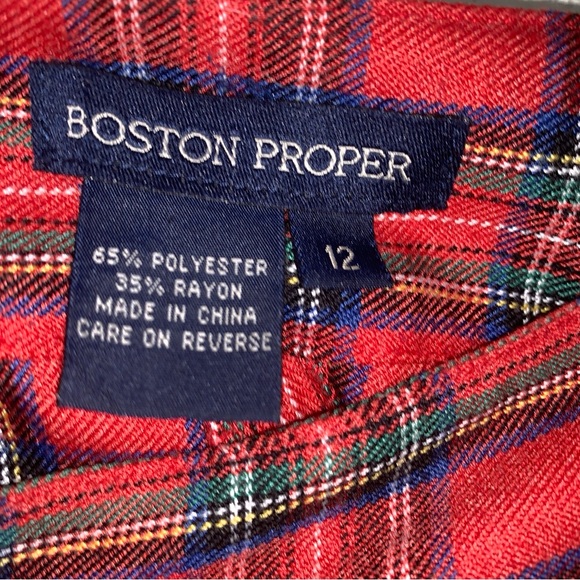 BOSTON PROPER
12
65% POLYESTER
35% RAYON
MADE IN CHINA
CARE ON REVERSE